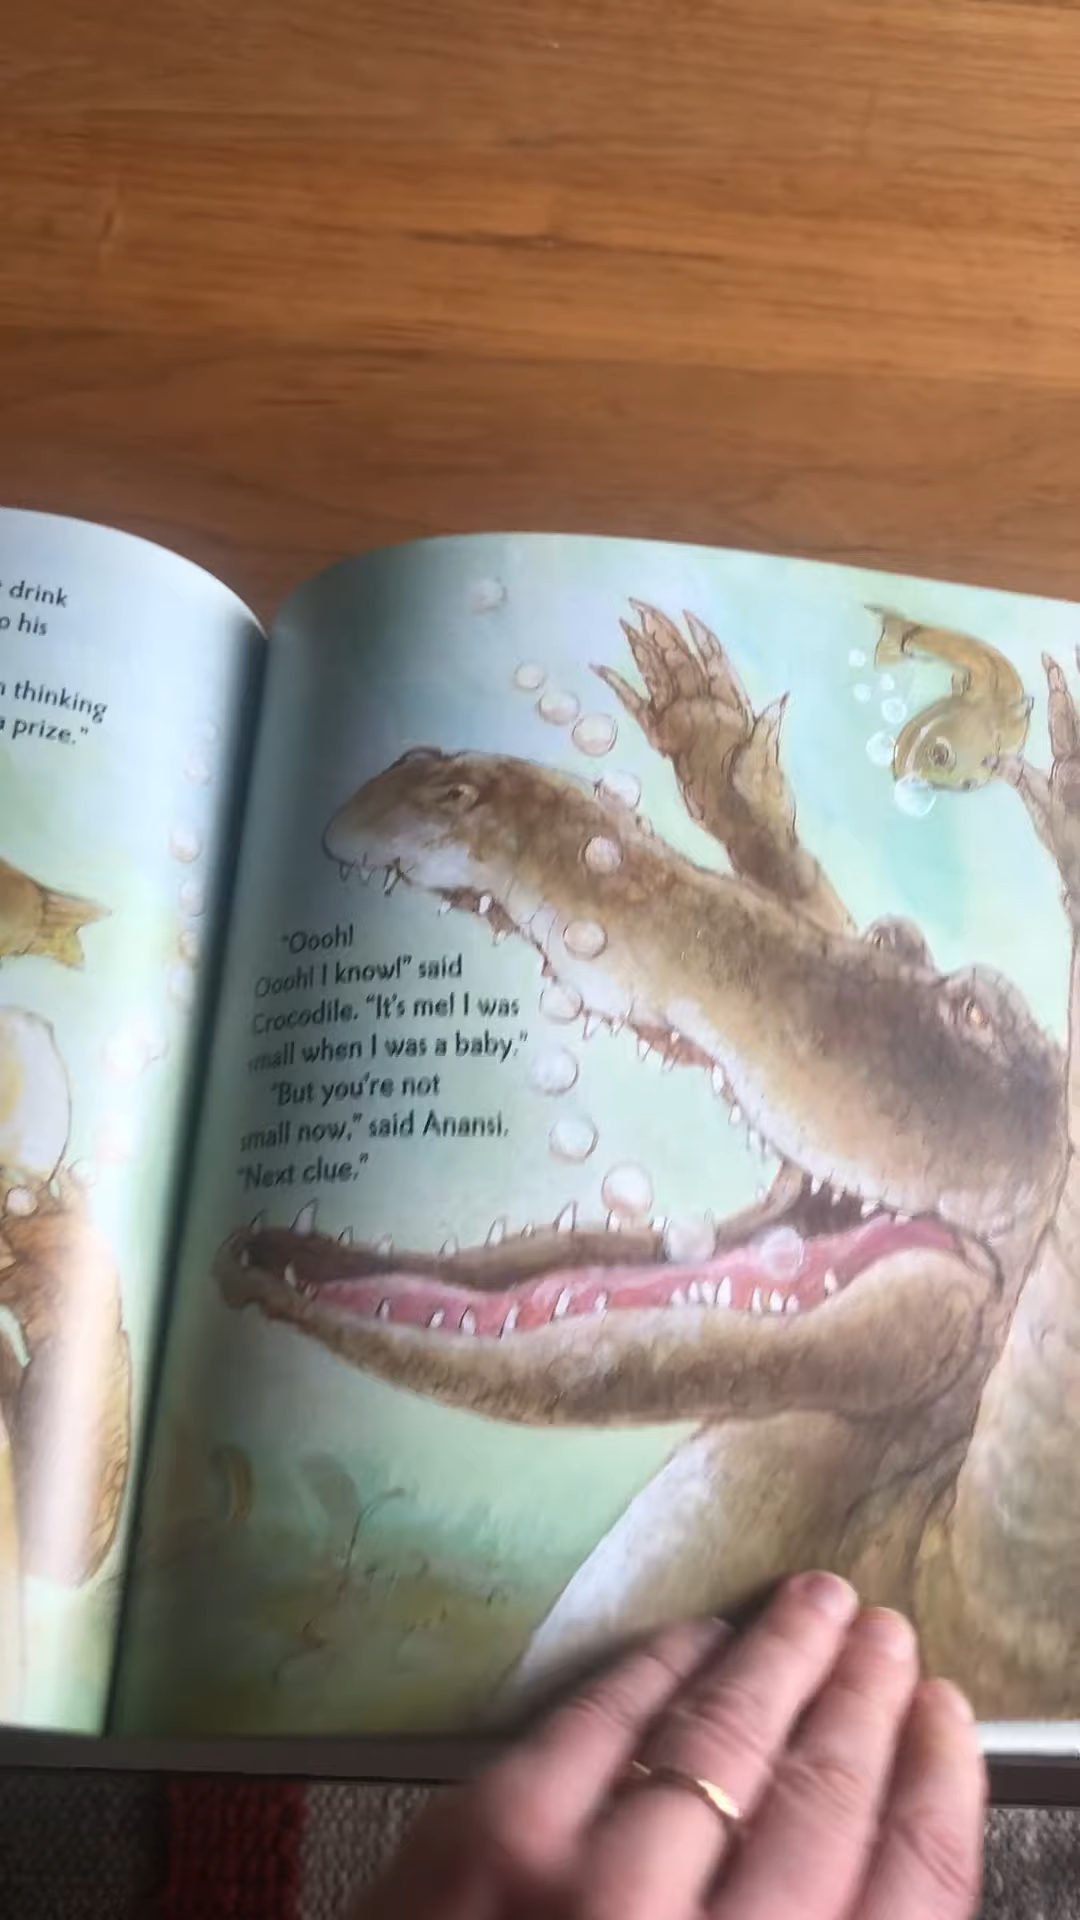 drink
his
thinking
a prize."
"Oooh!
Oooh! I know!" said
Crocodile. "It's me! I was
small when I was a baby."
"But you're not
small now," said Anansi.
"Next clue."